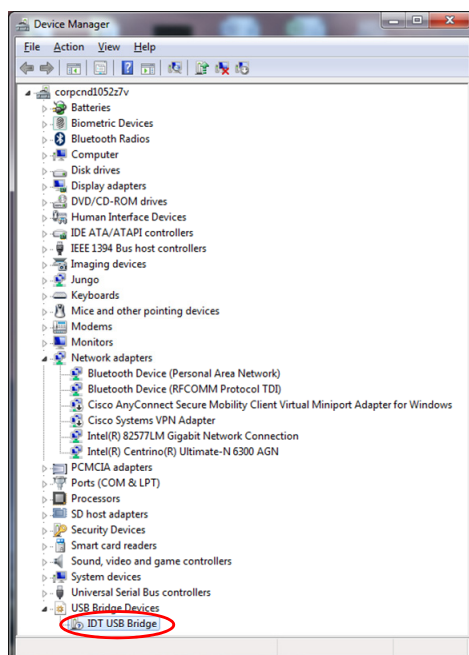 Device Manager
File Action View Help
corpcnd1052z7v
Batteries
Biometric Devices
Bluetooth Radios
Computer
Disk drives
Display adapters
DVD/CD-ROM drives
Human Interface Devices
IDE ATA/ATAPI controllers
IEEE 1394 Bus host controllers
Imaging devices
Jungo
Keyboards
Mice and other pointing devices
Modems
Monitors
Network adapters
Bluetooth Device (Personal Area Network)
Bluetooth Device (RFCOMM Protocol TDI)
Cisco AnyConnect Secure Mobility Client Virtual Miniport Adapter for Windows
Cisco Systems VPN Adapter
Intel(R) 82577LM Gigabit Network Connection
Intel(R) Centrino(R) Ultimate-N 6300 AGN
PCMCIA adapters
Ports (COM & LPT)
Processors
SD host adapters
Security Devices
Smart card readers
Sound, video and game controllers
System devices
Universal Serial Bus controllers
USB Bridge Devices
IDT USB Bridge